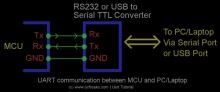 RS232 or USB to
Serial TTL Converter
MCU
Tx
Rx
GND
Tx
Rx
GND
To PC/Laptop
Via Serial Port
or USB Port
UART communication between MCU and PC/Laptop